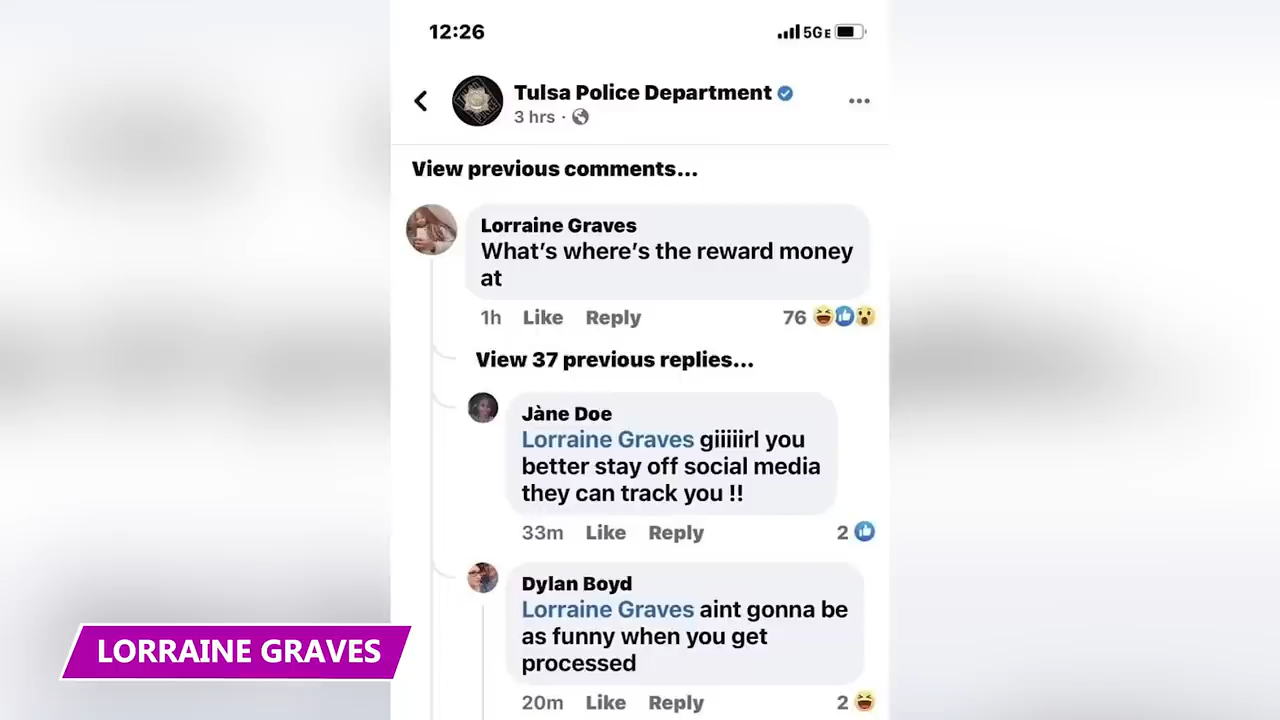 12:26
5GE
Tulsa Police Department
3 hrs ·
View previous comments...
Lorraine Graves
What's where's the reward money
at
1h Like Reply 76
View 37 previous replies...
Jàne Doe
Lorraine Graves giiiiirl you
better stay off social media
they can track you !!
33m Like Reply 2
Dylan Boyd
Lorraine Graves aint gonna be
as funny when you get
processed
20m Like Reply 2
LORRAINE GRAVES